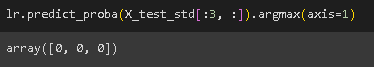 lr.predict_proba(X_test_std[:3, :]).argmax(axis=1)
array([0, 0, 0])